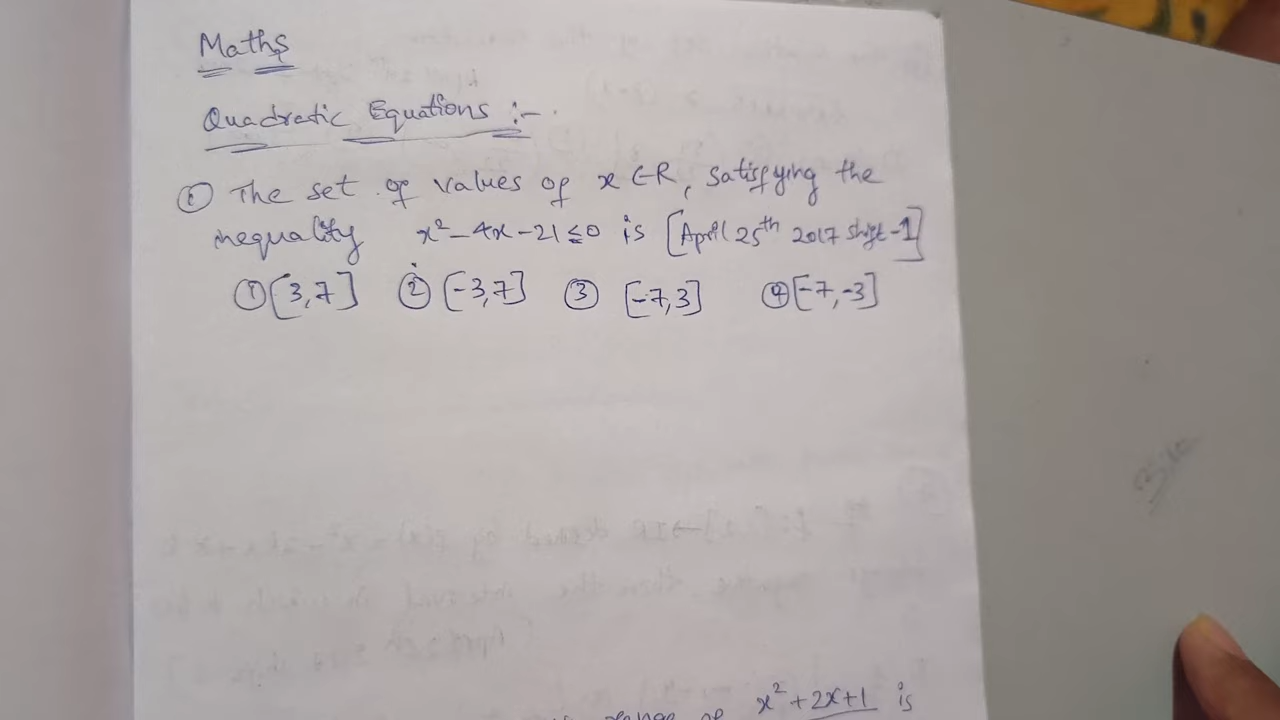 Maths
Quadratic Equations :-
① The set of values of x ∈ R, satisfying the
inequality x² - 4x - 21 ≤ 0 is [April 25th 2017 shift-1]
① [3,7] ② [-3,7] ③ [-7,3] ④ [-7,-3]
x² + 2x + 1 is